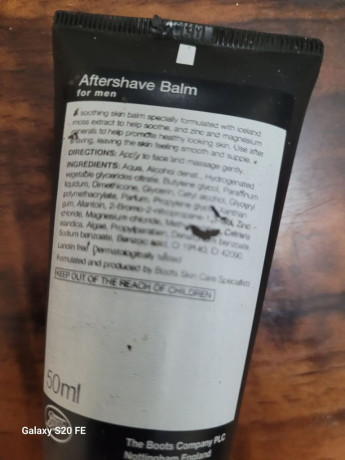 Aftershave Balm
for men
A soothing skin balm specially formulated with iceland
moss extract to help soothe, and zinc and magnesium
minerals to help promote healthy looking skin. Use after
shaving, leaving the skin feeling smooth and supple.
DIRECTIONS: Apply to face and massage gently.
INGREDIENTS: Aqua, Alcohol denat., Hydrogenated
vegetable glycerides citrate, Butylene glycol, Paraffinum
liquidum, Dimethicone, Glycerin, Cetyl alcohol, Glyceryl
polymethacrylate, Parfum, Propylene glycol, Xanthan
gum, Allantoin, 2-Bromo-2-nitropropane-1, Zinc
chloride, Magnesium chloride, Cetraria
islandica, Algae, Propylparaben, benzoate,
Sodium benzoate, Benzoic acid, CI 19140, CI 42090.
Lanolin free Dermatologically tested
Formulated and produced by Boots Skin Care Specialists
KEEP OUT OF THE REACH OF CHILDREN
50ml
The Boots Company PLC
Nottingham England
Galaxy S20 FE